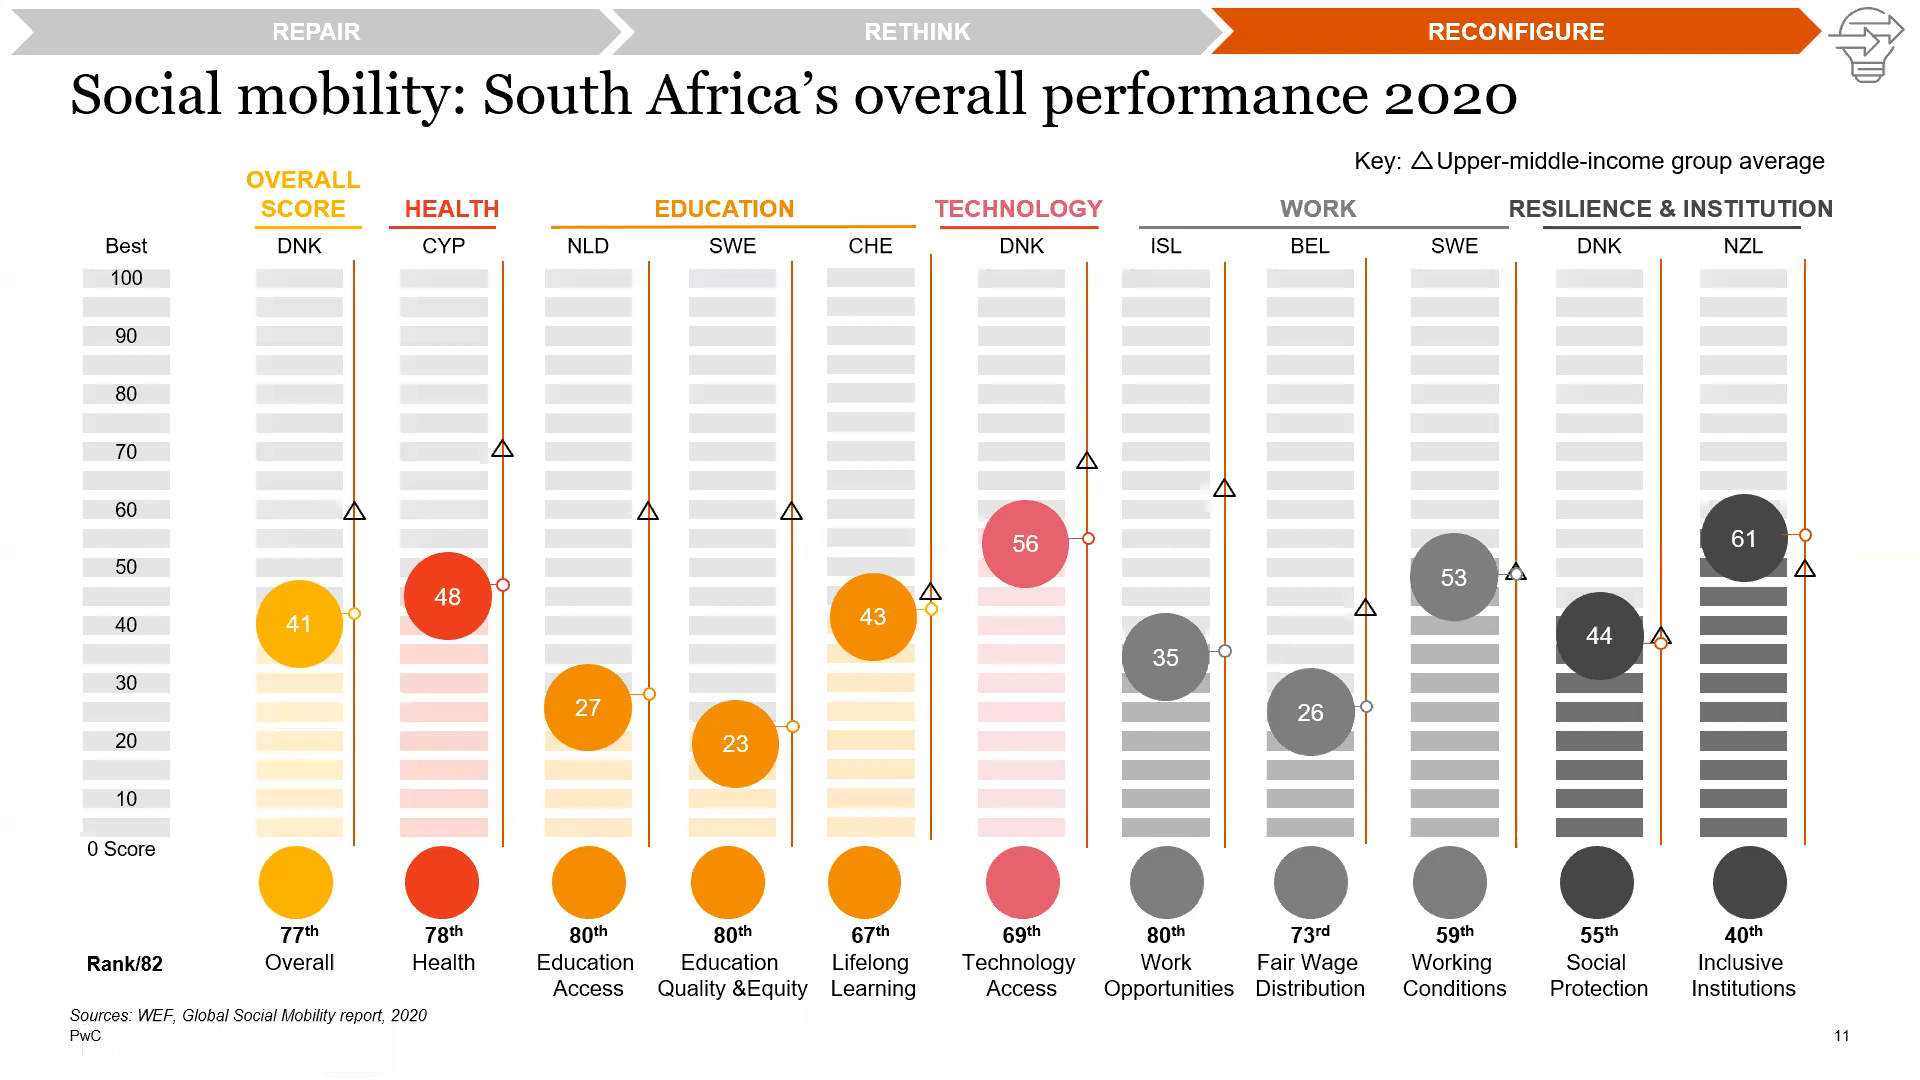 REPAIR
RETHINK
RECONFIGURE
Social mobility: South Africa’s overall performance 2020
Key: △ Upper-middle-income group average
OVERALL
SCORE
HEALTH
EDUCATION
TECHNOLOGY
WORK
RESILIENCE & INSTITUTION
Best
DNK
CYP
NLD
SWE
CHE
DNK
ISL
BEL
SWE
DNK
NZL
100
90
80
70
60
50
40
30
20
10
0 Score
41
48
27
23
43
56
35
26
53
44
61
Rank/82
77th
Overall
78th
Health
80th
Education
Access
80th
Education
Quality &Equity
67th
Lifelong
Learning
69th
Technology
Access
80th
Work
Opportunities
73rd
Fair Wage
Distribution
59th
Working
Conditions
55th
Social
Protection
40th
Inclusive
Institutions
Sources: WEF, Global Social Mobility report, 2020
PwC
11